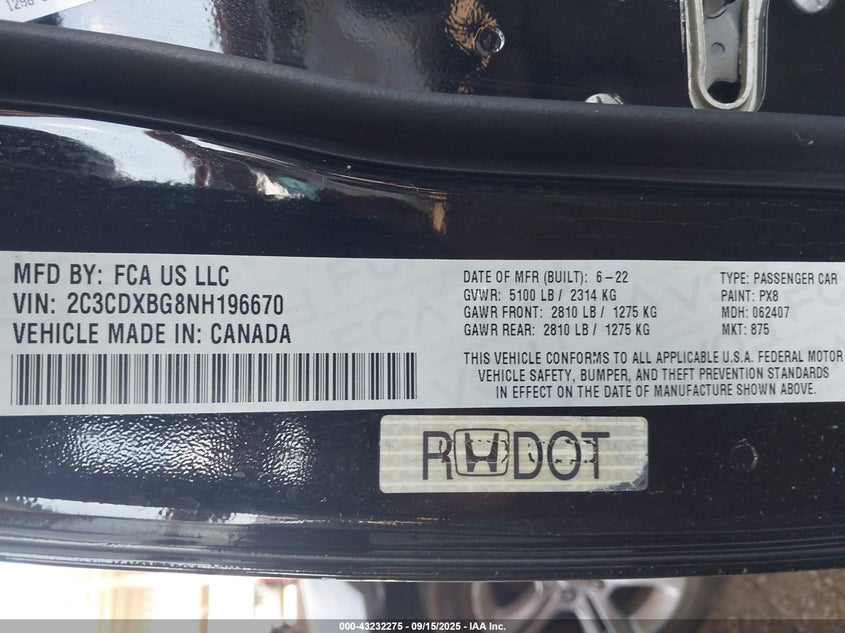 MFD BY: FCA US LLC
VIN: 2C3CDXBG8NH196670
VEHICLE MADE IN: CANADA
DATE OF MFR (BUILT): 6-22
GVWR: 5100 LB / 2314 KG
GAWR FRONT: 2810 LB / 1275 KG
GAWR REAR: 2810 LB / 1275 KG
TYPE: PASSENGER CAR
PAINT: PX8
MDH: 062407
MKT: 875
THIS VEHICLE CONFORMS TO ALL APPLICABLE U.S.A. FEDERAL MOTOR
VEHICLE SAFETY, BUMPER, AND THEFT PREVENTION STANDARDS
IN EFFECT ON THE DATE OF MANUFACTURE SHOWN ABOVE.
R DOT
000-43232275 - 09/15/2025 - IAA Inc.